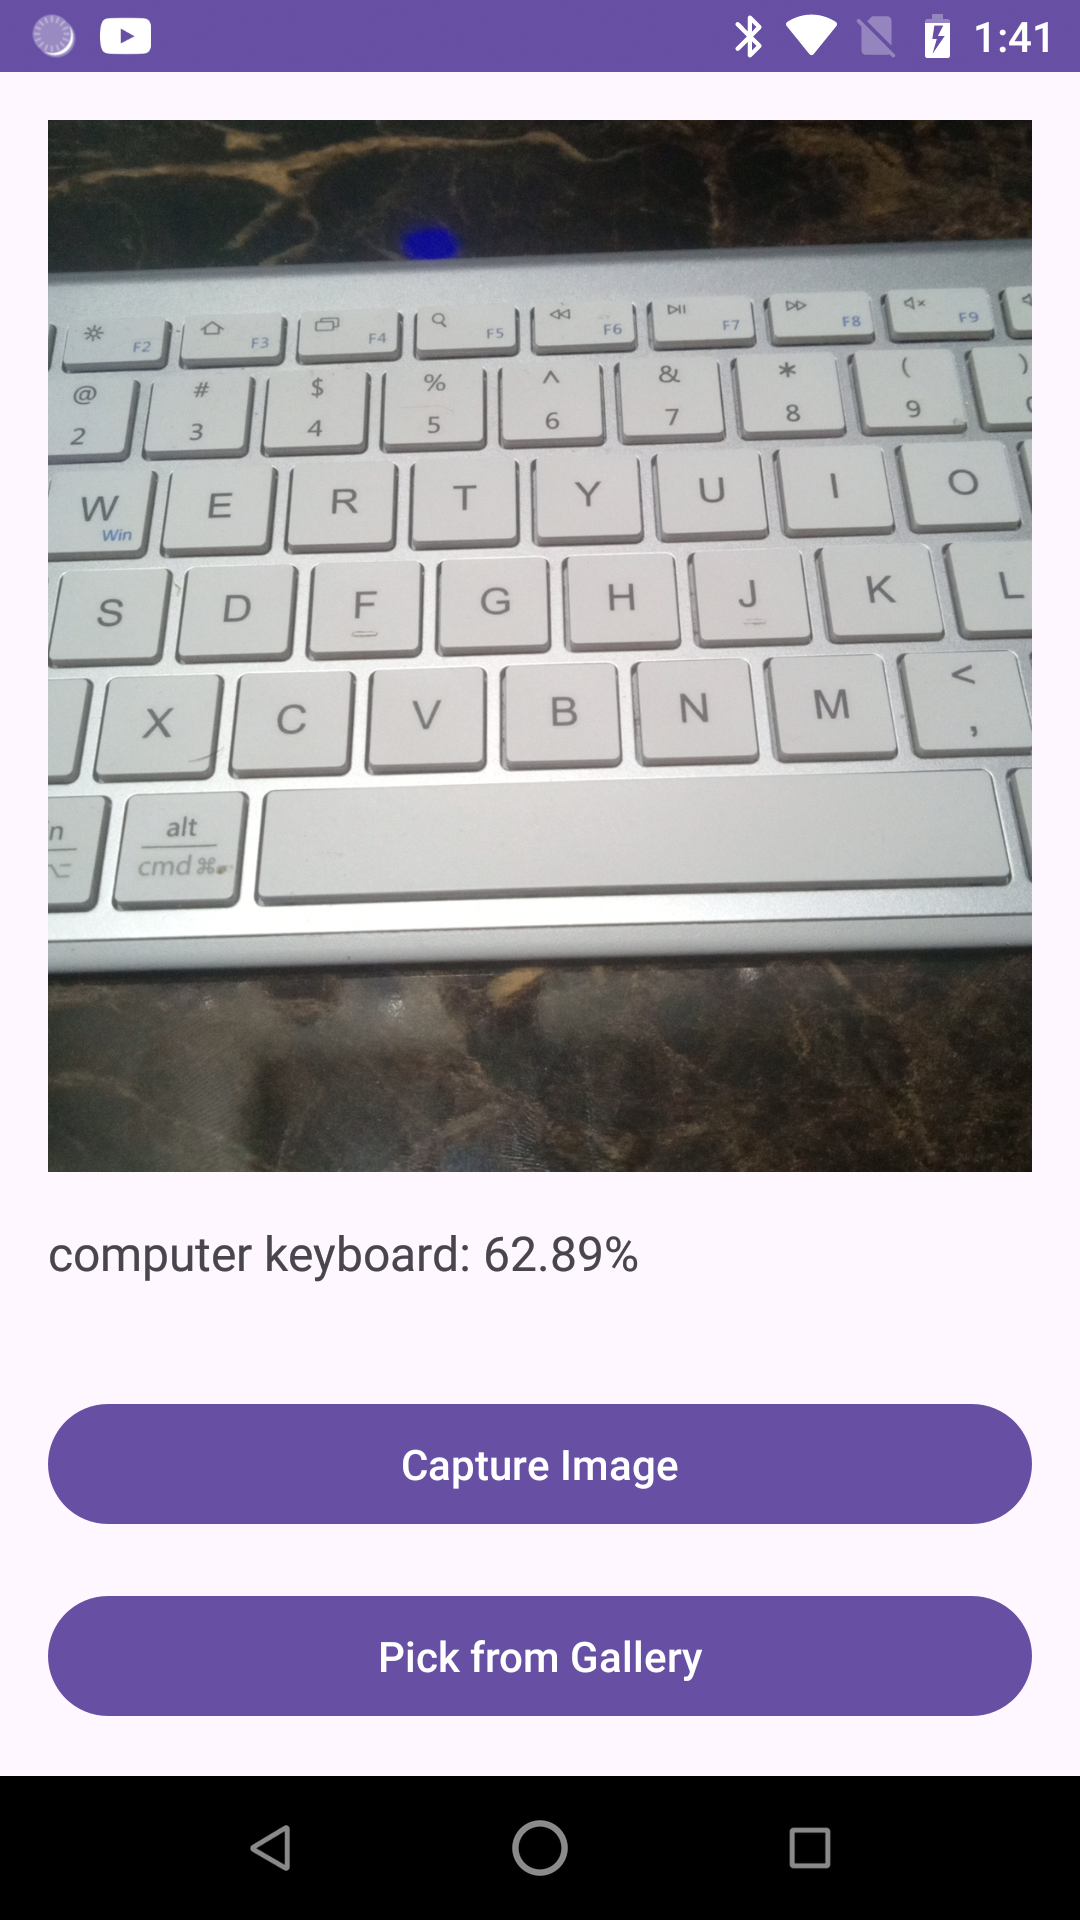 1:41
F2 F3 F4 F5 F6 F7 F8 F9
@ # $ % ^ & * ( )
2 3 4 5 6 7 8 9
W E R T Y U I O
Win
S D F G H J K L
X C V B N M < ,
alt
cmd ⌘
computer keyboard: 62.89%
Capture Image
Pick from Gallery